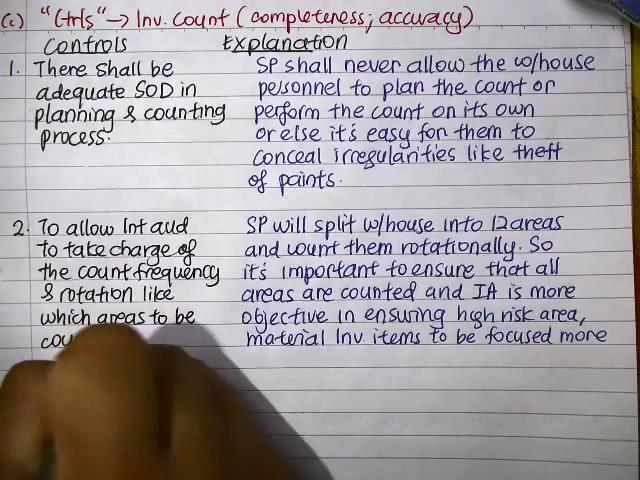 (c) "Ctrls" → Inv. Count (completeness; accuracy)
Controls Explanation
1. There shall be SP shall never allow the w/house
adequate SOD in personnel to plan the count or
planning & counting perform the count on its own
process. or else it's easy for them to
conceal irregularities like theft
of paints.
2. To allow Int aud SP will split w/house into 12 areas
to take charge of and count them rotationally. So
the count frequency it's important to ensure that all
& rotation like areas are counted and IA is more
which areas to be objective in ensuring high risk area,
material Inv. items to be focused more